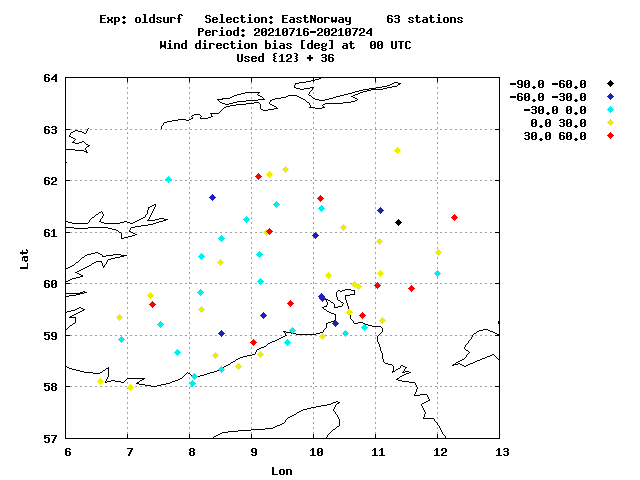 Exp: oldsurf   Selection: EastNorway     63 stations
Period: 20210716-20210724
Wind direction bias [deg] at  00 UTC
Used {12} + 36
-90.0 -60.0
-60.0 -30.0
-30.0 0.0
0.0 30.0
30.0 60.0
64
63
62
61
60
59
58
57
Lat
6 7 8 9 10 11 12 13
Lon